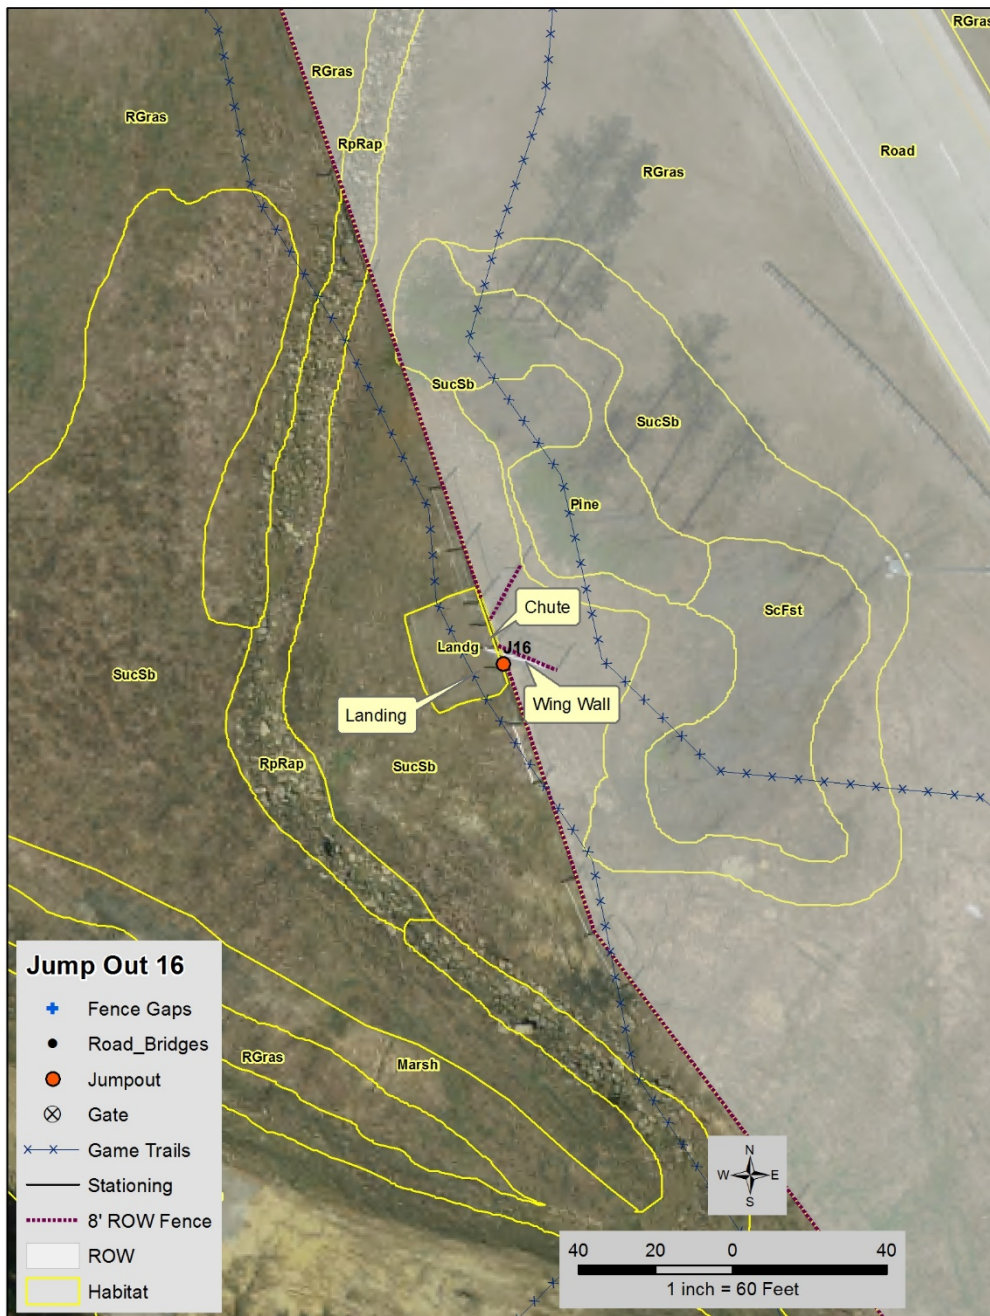 RGras
RGras
RGras
RpRap
Road
RGras
SucSb
SucSb
Pine
Chute
ScFst
Landg
J16
SucSb
Landing
Wing Wall
RpRap
SucSb
Jump Out 16
Fence Gaps
Road_Bridges
Jumpout
Gate
Game Trails
Stationing
8' ROW Fence
ROW
Habitat
RGras
Marsh
N
W E
S
40 20 0 40
1 inch = 60 Feet